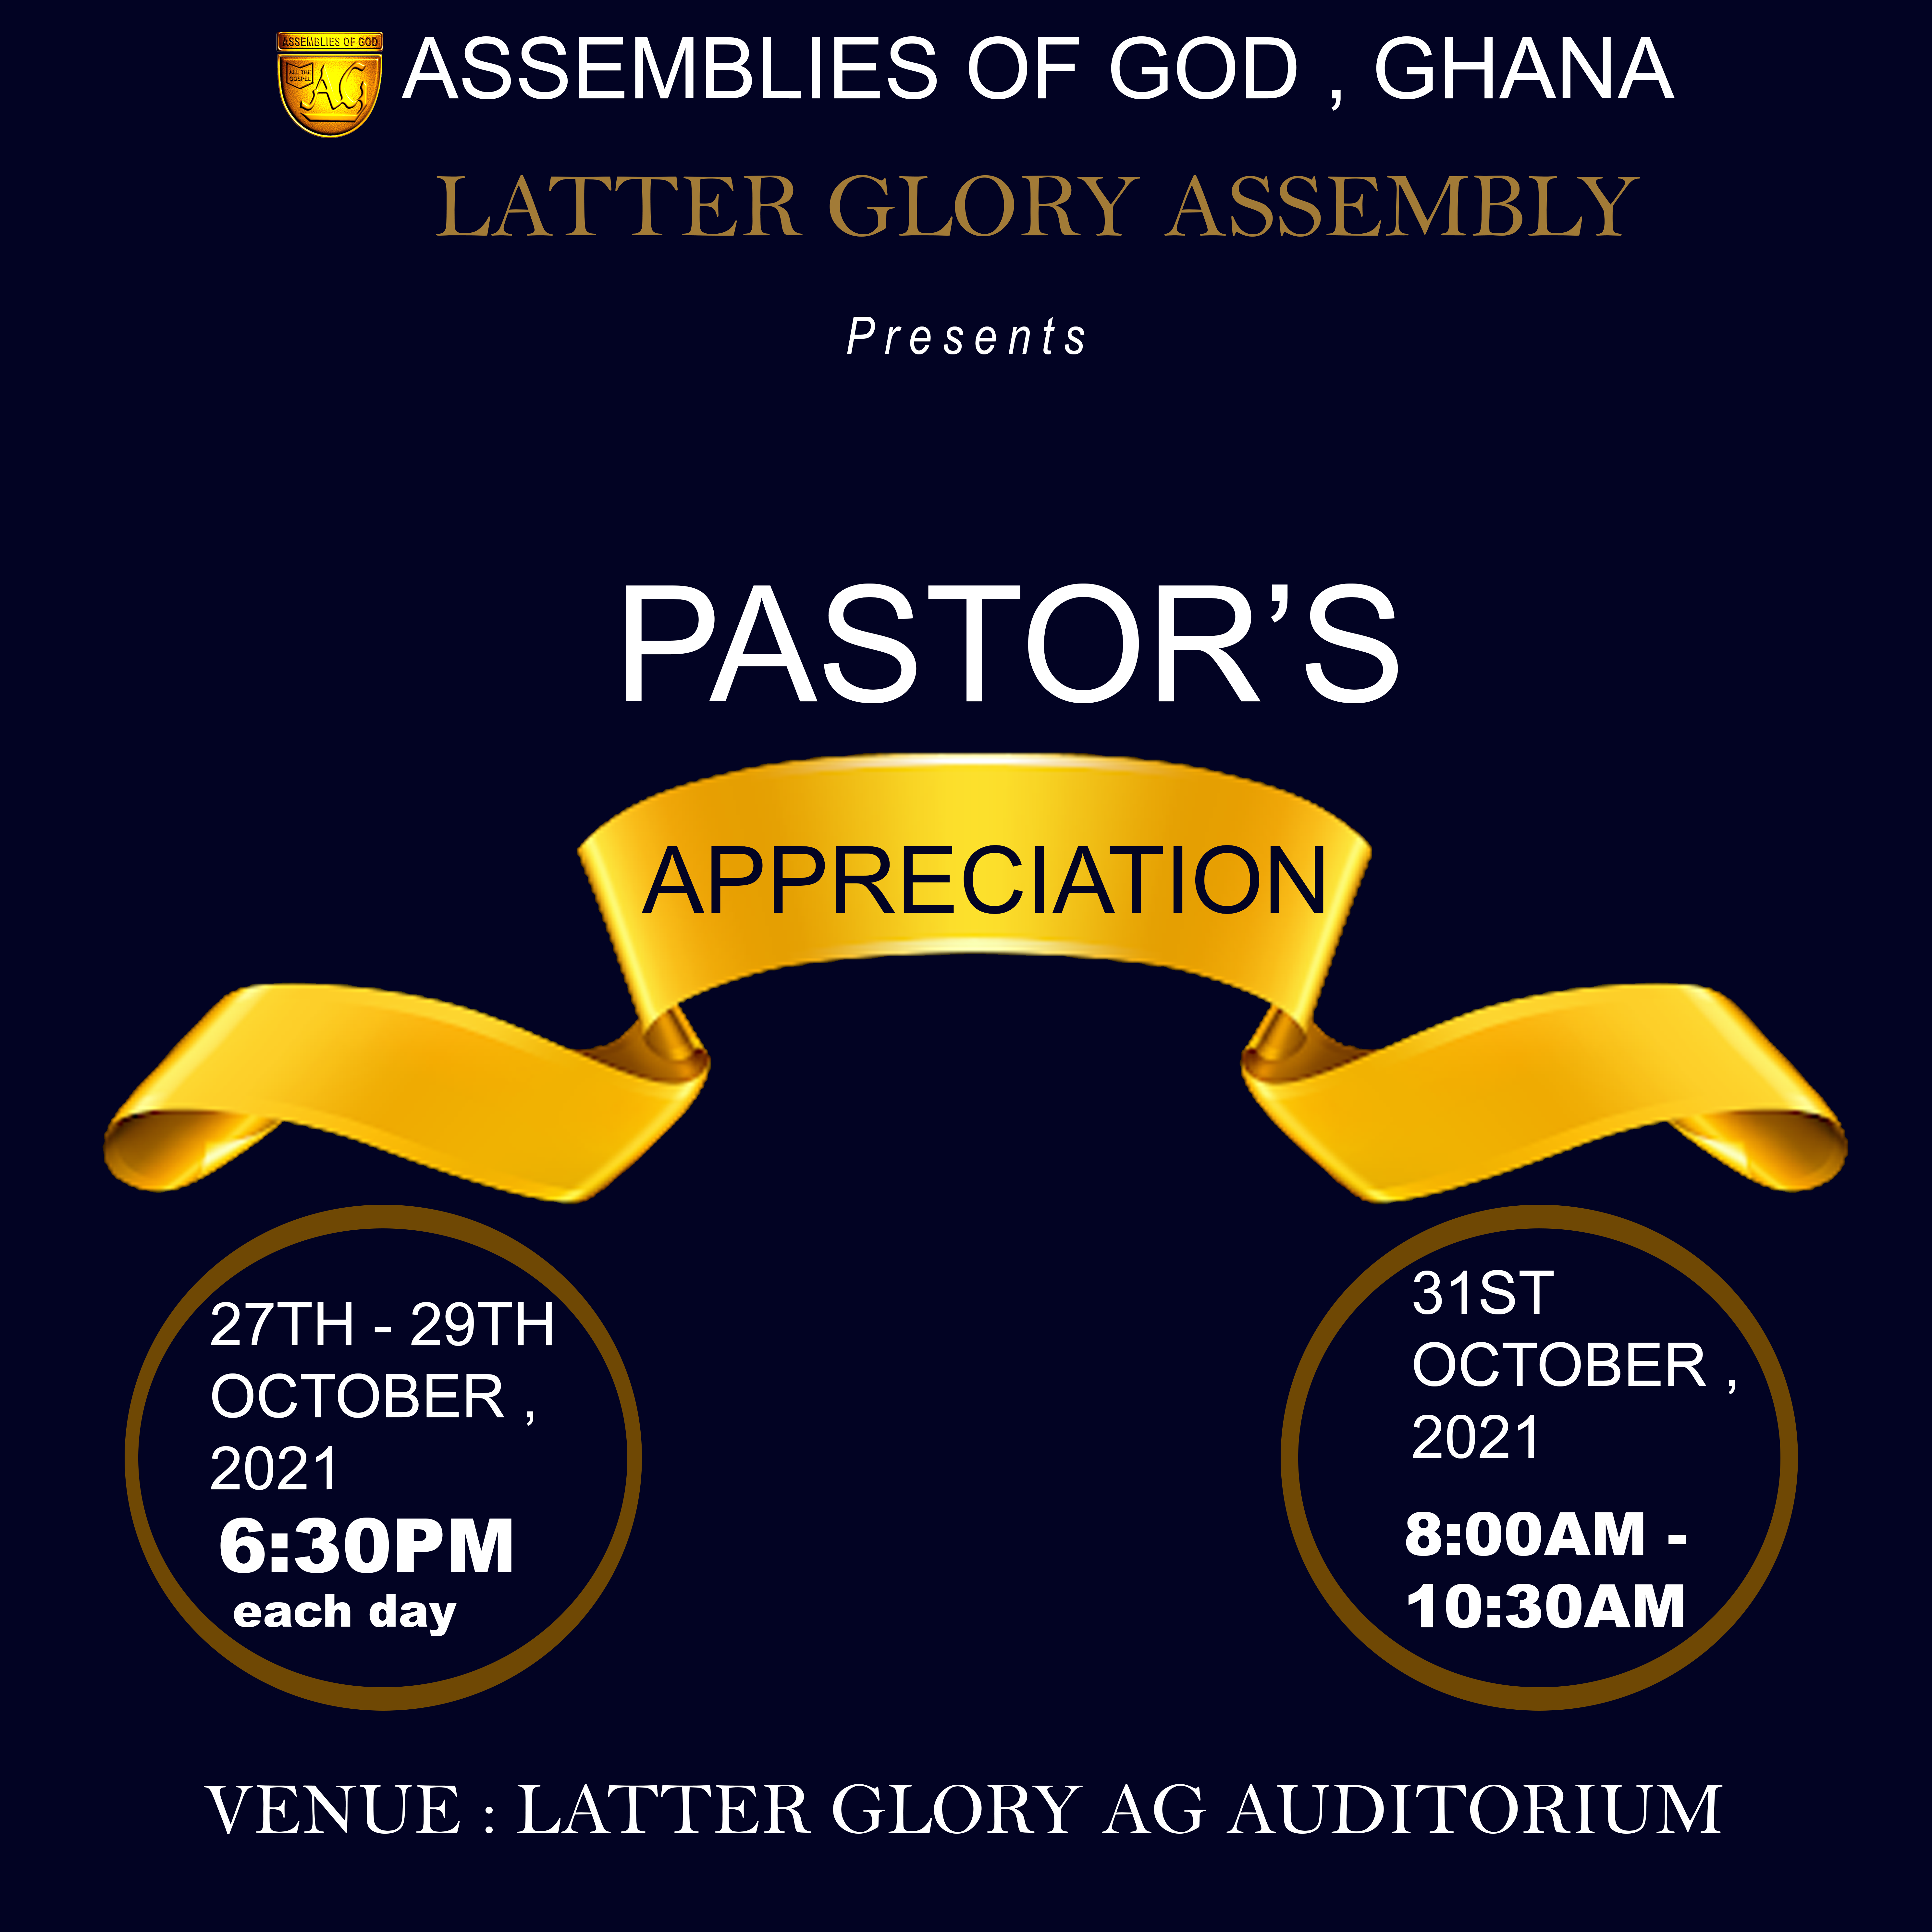 ASSEMBLIES OF GOD
ALL THE
GOSPEL
AG
ASSEMBLIES OF GOD , GHANA
LATTER GLORY ASSEMBLY
Presents
PASTOR’S
APPRECIATION
27TH - 29TH
OCTOBER ,
2021
6:30PM
each day
31ST
OCTOBER ,
2021
8:00AM -
10:30AM
VENUE : LATTER GLORY AG AUDITORIUM